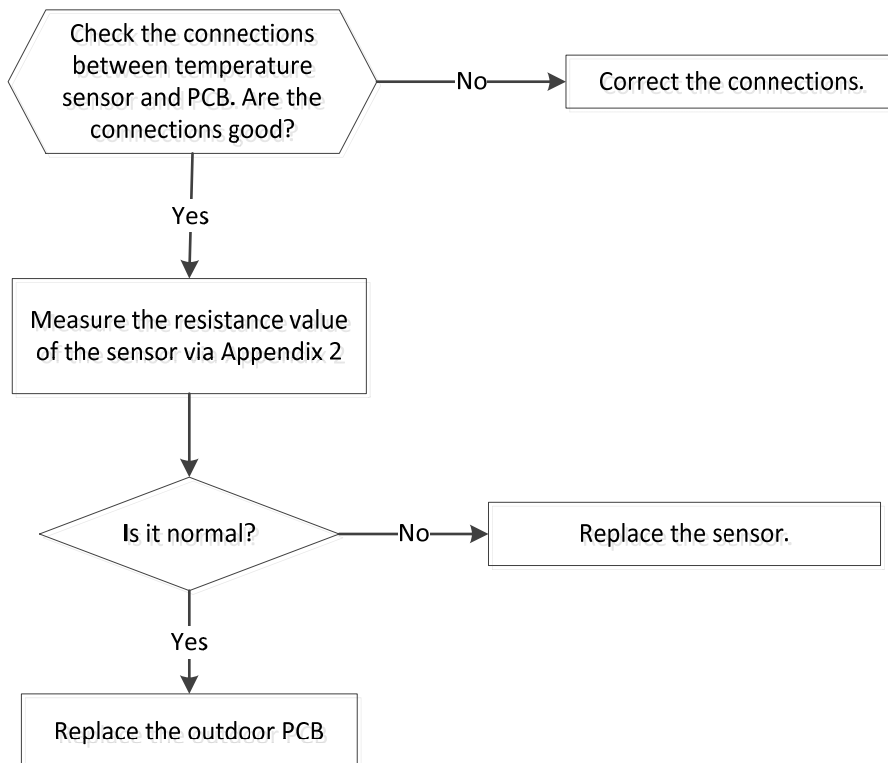 Check the connections
between temperature
sensor and PCB. Are the
connections good?
No
Correct the connections.
Yes
Measure the resistance value
of the sensor via Appendix 2
Is it normal?
No
Replace the sensor.
Yes
Replace the outdoor PCB